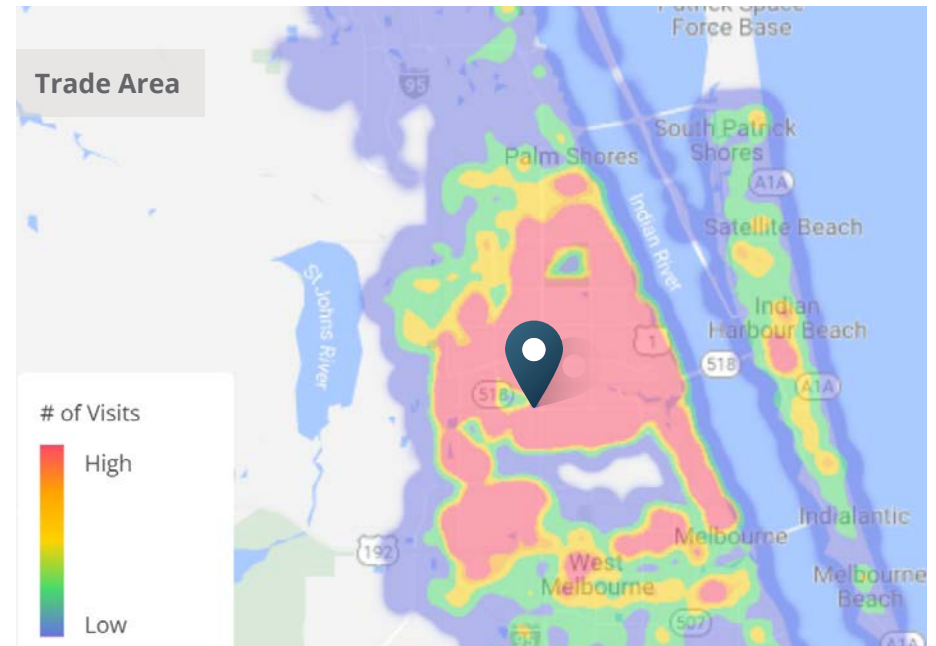 Patrick Space
Force Base
Trade Area
95
South Patrick
Shores
Palm Shores
A1A
Indian River
Satellite Beach
St Johns River
Indian
Harbour Beach
1
518
A1A
518
# of Visits
High
Low
Indialantic
Melbourne
192
West
Melbourne
Melbourne
Beach
507
95
A1A